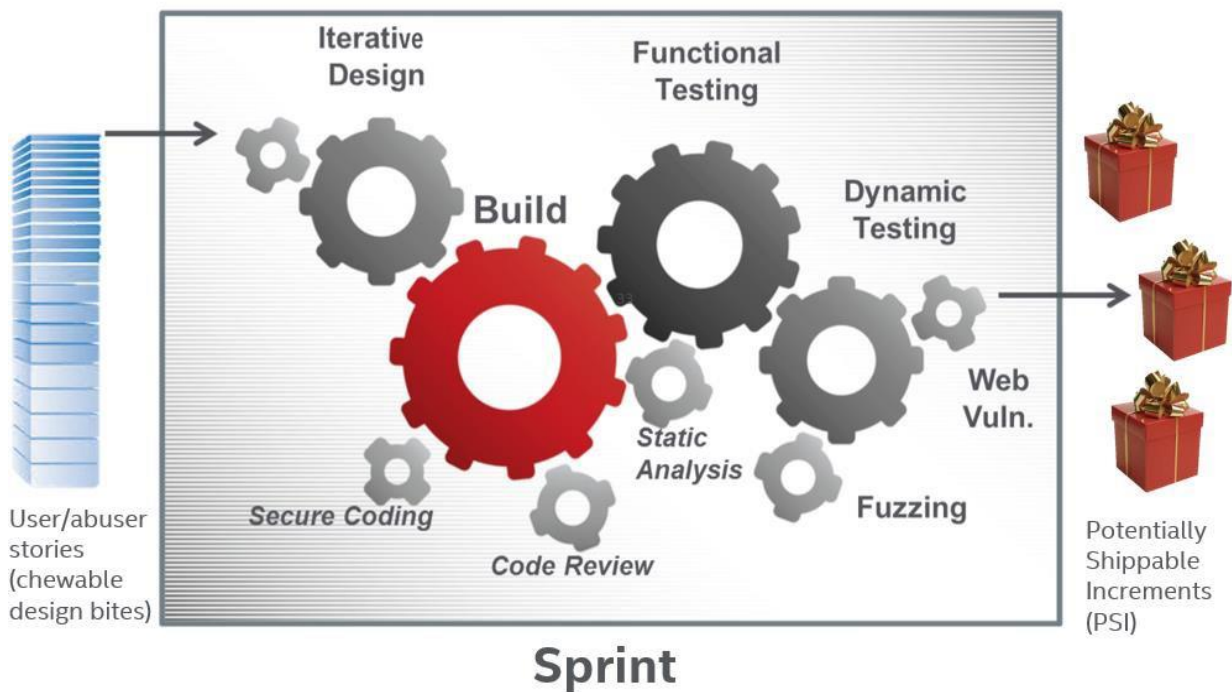 Iterative
Design
Functional
Testing
Build
Dynamic
Testing
33
Web
Vuln.
Static
Analysis
Fuzzing
Secure Coding
Code Review
User/abuser
stories
(chewable
design bites)
Potentially
Shippable
Increments
(PSI)
Sprint